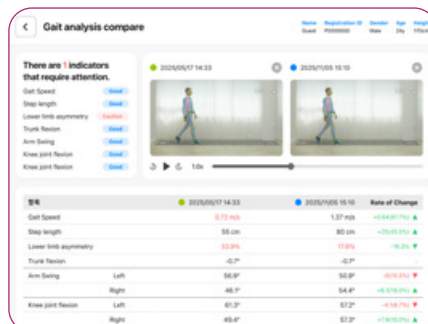 Gait analysis compare
Name Registration ID Gender Age Height
Guest P0000000 Male 24y 170cm
There are 1 indicators
that require attention.
Gait Speed Good
Step length Good
Lower limb asymmetry Caution
Trunk flexion Good
Arm Swing Good
Knee joint flexion Good
Knee joint flexion Good
2025/05/17 14:33
2025/11/05 15:10
1.0x
항목 2025/05/17 14:33 2025/11/05 15:10 Rate of Change
Gait Speed 0.73 m/s 1.37 m/s
Step length 55 cm 80 cm
Lower limb asymmetry 33.9% 17.6% -16.3% ▼
Trunk flexion -0.7° -0.7° -
Arm Swing Left 56.9° 50.9°
Right 46.1° 54.4°
Knee joint flexion Left 61.3° 57.2°
Right 49.4° 57.3°